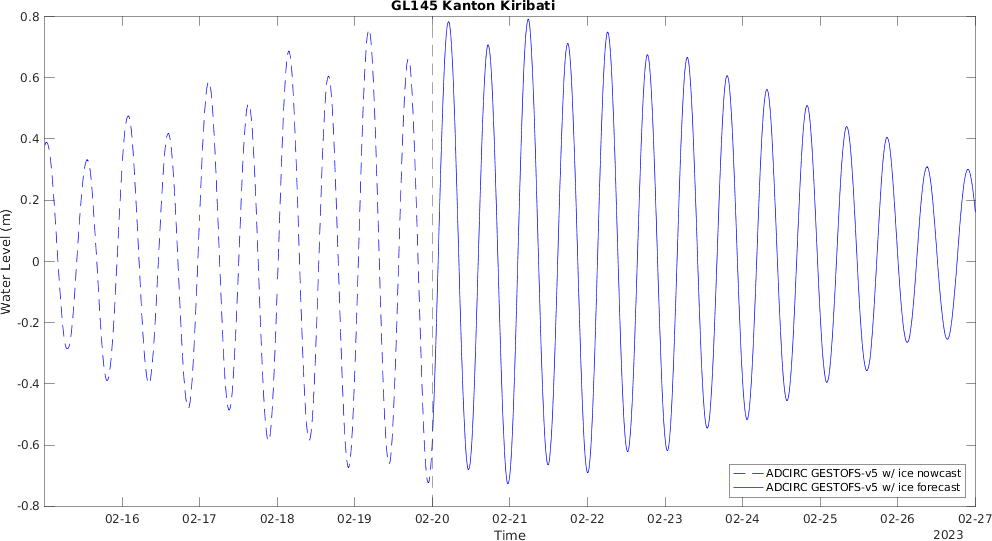 GL145 Kanton Kiribati
0.8
0.6
0.4
0.2
0
-0.2
-0.4
-0.6
-0.8
Water Level (m)
ADCIRC GESTOFS-v5 w/ ice nowcast
ADCIRC GESTOFS-v5 w/ ice forecast
02-16 02-17 02-18 02-19 02-20 02-21 02-22 02-23 02-24 02-25 02-26 02-27
Time
2023